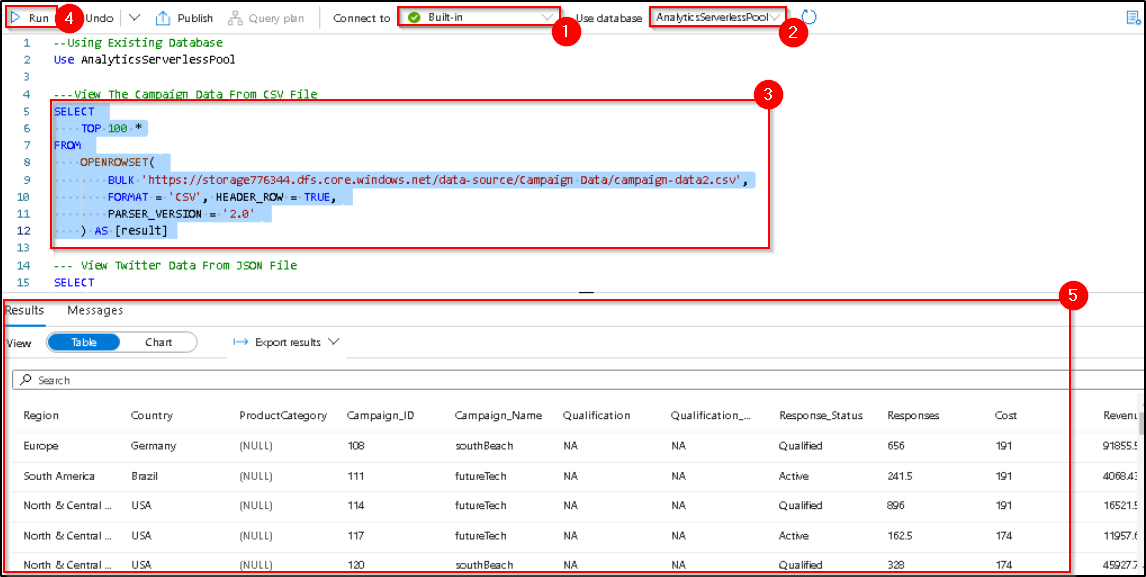 Run 4 Undo Publish Query plan Connect to Built-in 1 Use database AnalyticsServerlessPool 2
1 --Using Existing Database
2 Use AnalyticsServerlessPool
3
4 ---View The Campaign Data From CSV File 3
5 SELECT
6 TOP 100 *
7 FROM
8 OPENROWSET(
9 BULK 'https://storage776344.dfs.core.windows.net/data-source/Campaign Data/campaign-data2.csv',
10 FORMAT = 'CSV', HEADER_ROW = TRUE,
11 PARSER_VERSION = '2.0'
12 ) AS [result]
13
14 --- View Twitter Data From JSON File
15 SELECT
5
Results Messages
View Table Chart Export results
Search
Region Country ProductCategory Campaign_ID Campaign_Name Qualification Qualification_... Response_Status Responses Cost Revenu
Europe Germany (NULL) 108 southBeach NA NA Qualified 656 191 91855.5
South America Brazil (NULL) 111 futureTech NA NA Active 241.5 191 4068.43
North & Central ... USA (NULL) 114 futureTech NA NA Qualified 896 191 16521.5
North & Central ... USA (NULL) 117 futureTech NA NA Active 162.5 174 11957.6
North & Central ... USA (NULL) 120 southBeach NA NA Qualified 328 174 45927.7